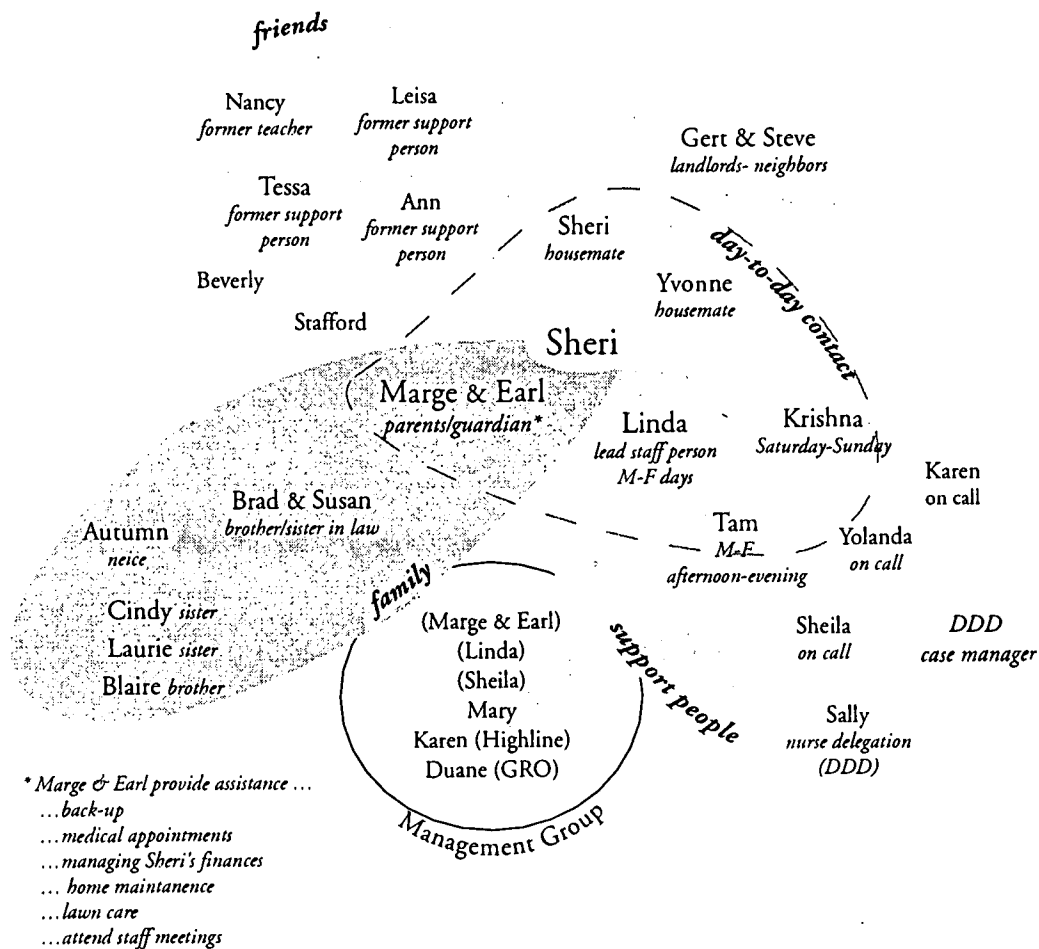 friends
Nancy
former teacher
Leisa
former support
person
Gert & Steve
landlords- neighbors
Tessa
former support
person
Ann
former support
person
Sheri
housemate
day-to-day contact
Beverly
Yvonne
housemate
Stafford
Sheri
Marge & Earl
parents/guardian*
Linda
lead staff person
M-F days
Krishna
Saturday-Sunday
Karen
on call
Brad & Susan
brother/sister in law
Autumn
neice
Tam
M-F
afternoon-evening
Yolanda
on call
family
Cindy sister
Laurie sister
Blaire brother
(Marge & Earl)
(Linda)
(Sheila)
Mary
Karen (Highline)
Duane (GRO)
Management Group
support people
Sheila
on call
DDD
case manager
Sally
nurse delegation
(DDD)
* Marge & Earl provide assistance ...
...back-up
...medical appointments
...managing Sheri's finances
... home maintanence
...lawn care
...attend staff meetings